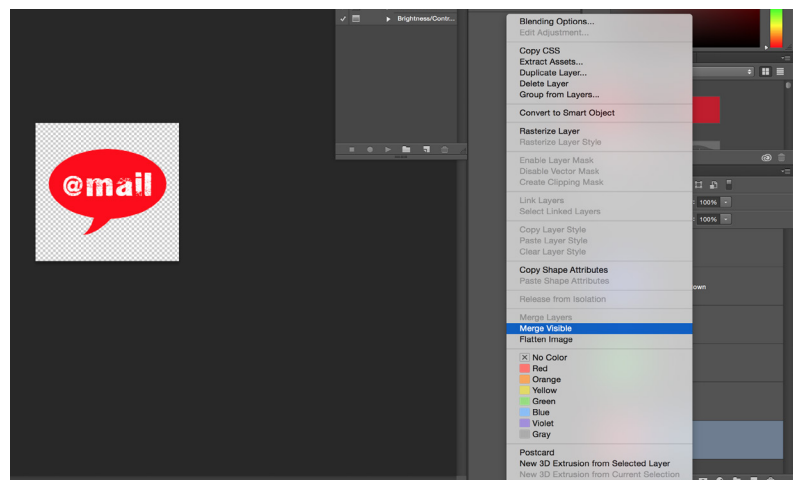 Brightness/Contr...
@mail
Blending Options...
Edit Adjustment...
Copy CSS
Extract Assets...
Duplicate Layer...
Delete Layer
Group from Layers...
Convert to Smart Object
Rasterize Layer
Rasterize Layer Style
Enable Layer Mask
Disable Vector Mask
Create Clipping Mask
Link Layers
Select Linked Layers
Copy Layer Style
Paste Layer Style
Clear Layer Style
Copy Shape Attributes
Paste Shape Attributes
Release from Isolation
Merge Layers
Merge Visible
Flatten Image
No Color
Red
Orange
Yellow
Green
Blue
Violet
Gray
Postcard
New 3D Extrusion from Selected Layer
New 3D Extrusion from Current Selection
100%
100%
own